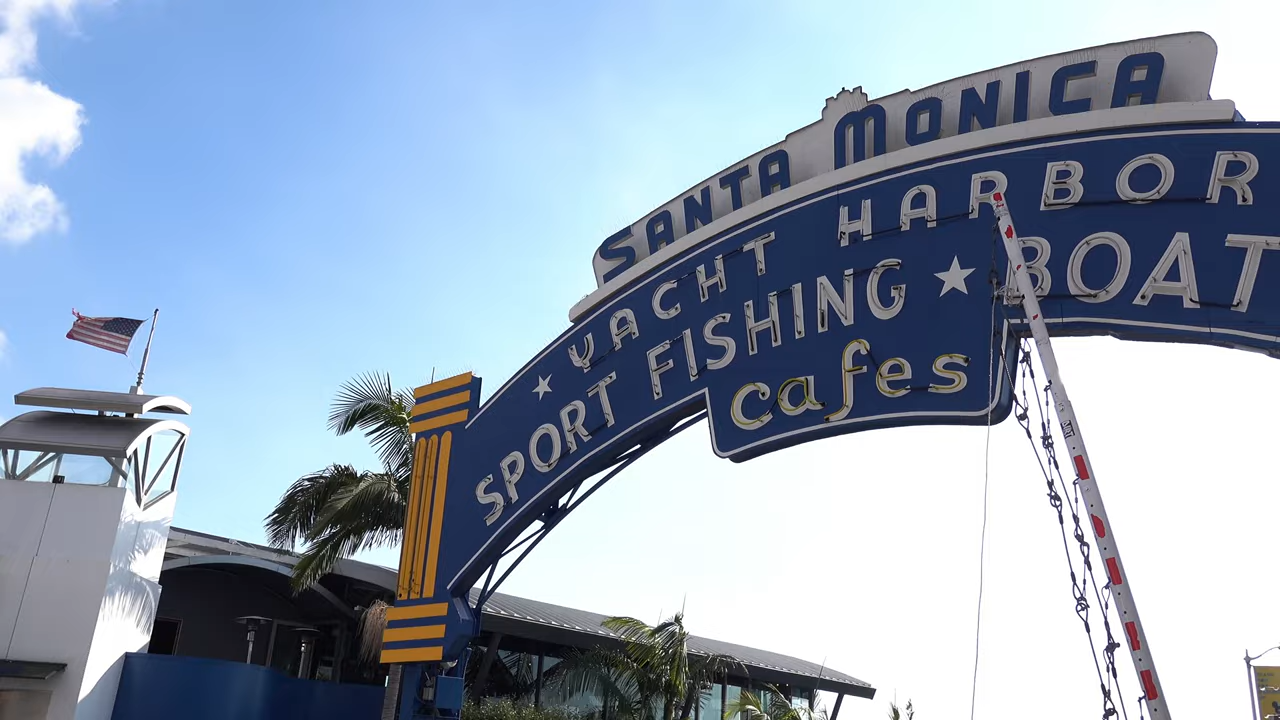 SANTA MONICA
★ YACHT HARBOR
SPORT FISHING ★ BOAT
cafes